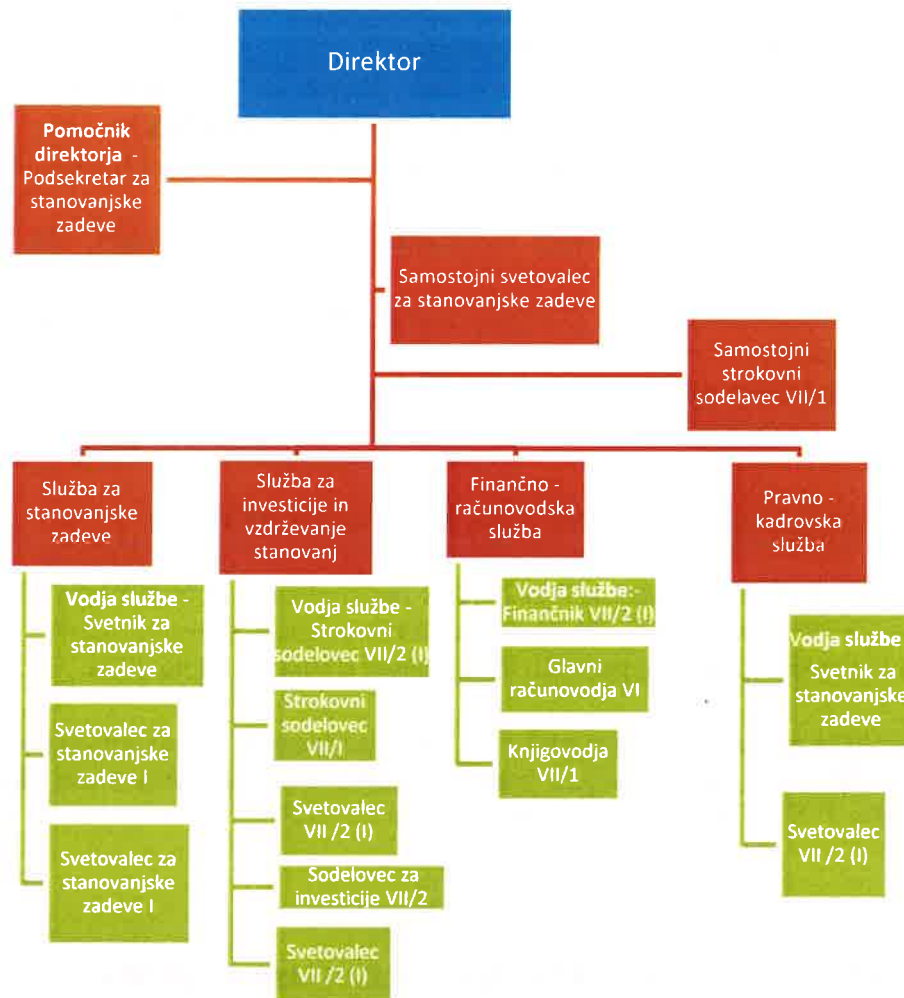 Direktor
Pomočnik
direktorja -
Podsekretar za
stanovanjske
zadeve
Samostojni svetovalec
za stanovanjske zadeve
Samostojni
strokovni
sodelavec VII/1
Služba za
stanovanjske
zadeve
Služba za
investicije in
vzdrževanje
stanovanj
Finančno -
računovodska
služba
Pravno -
kadrovska
služba
Vodja službe -
Svetnik za
stanovanjske
zadeve
Svetovalec za
stanovanjske
zadeve I
Svetovalec za
stanovanjske
zadeve I
Vodja službe -
Strokovni
sodelovec VII/2 (I)
Strokovni
sodelovec
VII/I
Svetovalec
VII /2 (I)
Sodelovec za
investicije VII/2
Svetovalec
VII /2 (I)
Vodja službe:-
Finančnik VII/2 (I)
Glavni
računovodja VI
Knjigovodja
VII/1
Vodja službe
Svetnik za
stanovanjske
zadeve
Svetovalec
VII /2 (I)